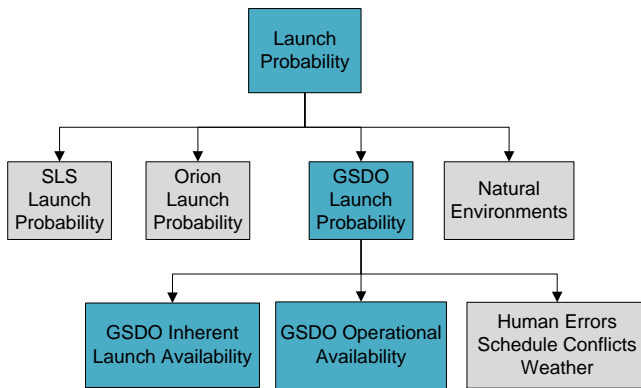 Launch
Probability
SLS
Launch
Probability
Orion
Launch
Probability
GSDO
Launch
Probability
Natural
Environments
GSDO Inherent
Launch Availability
GSDO Operational
Availability
Human Errors
Schedule Conflicts
Weather